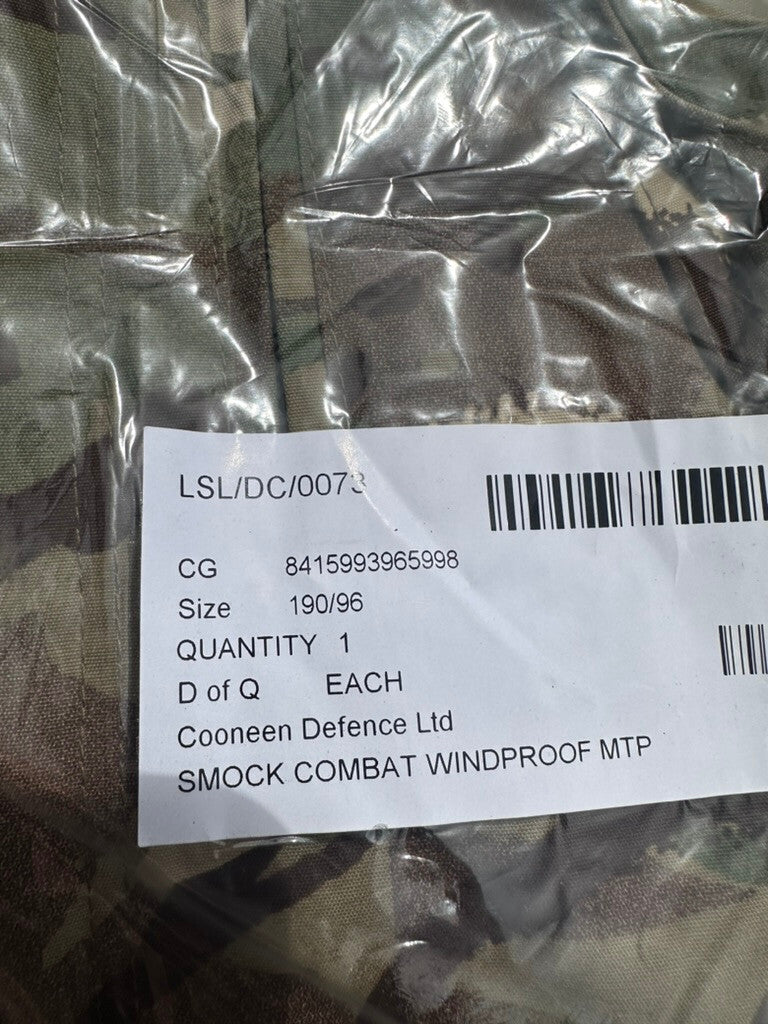 LSL/DC/0073
CG 8415993965998
Size 190/96
QUANTITY 1
D of Q EACH
Cooneen Defence Ltd
SMOCK COMBAT WINDPROOF MTP